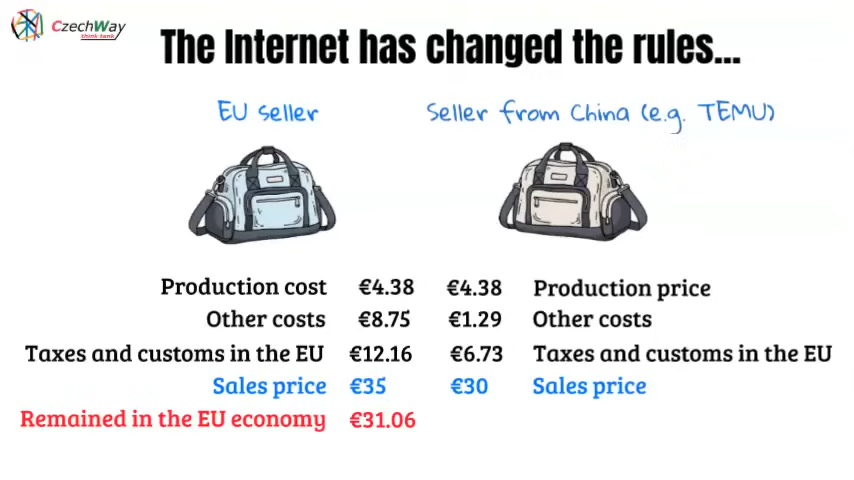 CzechWay
think tank
The Internet has changed the rules...
EU seller
Seller from China (e.g. TEMU)
Production cost €4.38 €4.38 Production price
Other costs €8.75 €1.29 Other costs
Taxes and customs in the EU €12.16 €6.73 Taxes and customs in the EU
Sales price €35 €30 Sales price
Remained in the EU economy €31.06